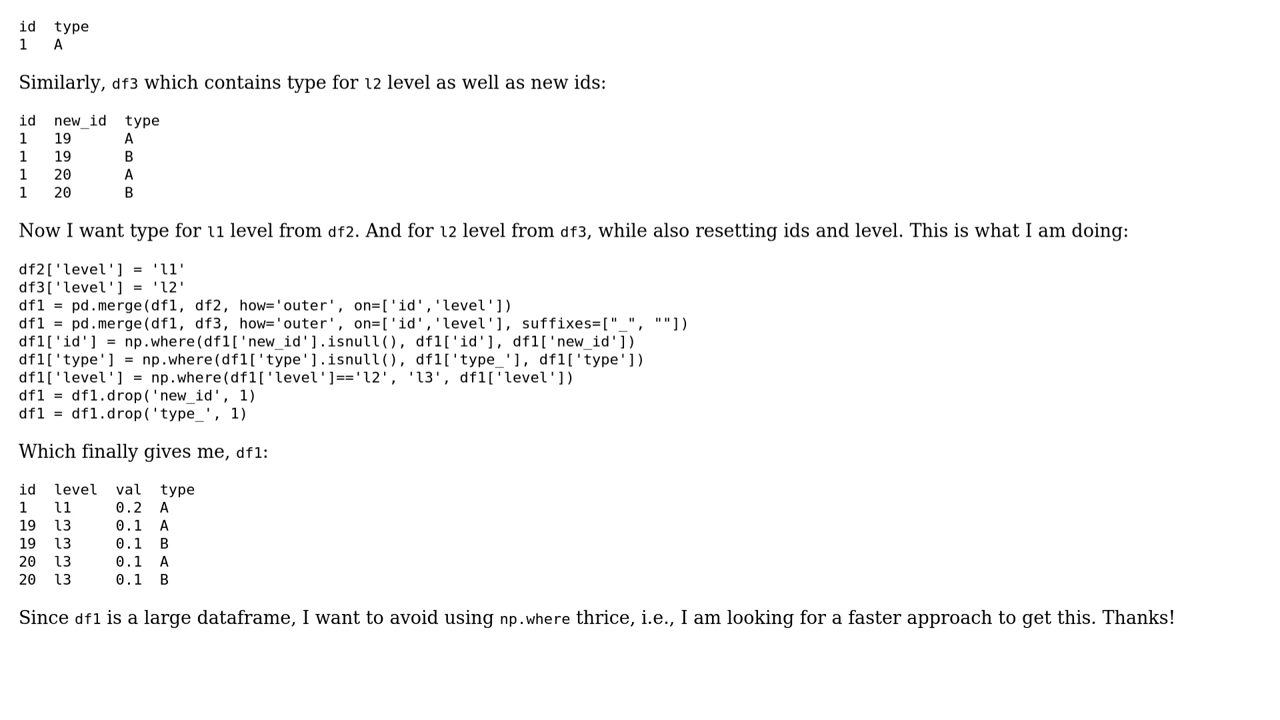 id  type
1   A
Similarly, df3 which contains type for l2 level as well as new ids:
id  new_id  type
1   19      A
1   19      B
1   20      A
1   20      B
Now I want type for l1 level from df2. And for l2 level from df3, while also resetting ids and level. This is what I am doing:
df2['level'] = 'l1'
df3['level'] = 'l2'
df1 = pd.merge(df1, df2, how='outer', on=['id','level'])
df1 = pd.merge(df1, df3, how='outer', on=['id','level'], suffixes=["_", ""])
df1['id'] = np.where(df1['new_id'].isnull(), df1['id'], df1['new_id'])
df1['type'] = np.where(df1['type'].isnull(), df1['type_'], df1['type'])
df1['level'] = np.where(df1['level']=='l2', 'l3', df1['level'])
df1 = df1.drop('new_id', 1)
df1 = df1.drop('type_', 1)
Which finally gives me, df1:
id  level  val  type
1   l1     0.2  A
19  l3     0.1  A
19  l3     0.1  B
20  l3     0.1  A
20  l3     0.1  B
Since df1 is a large dataframe, I want to avoid using np.where thrice, i.e., I am looking for a faster approach to get this. Thanks!